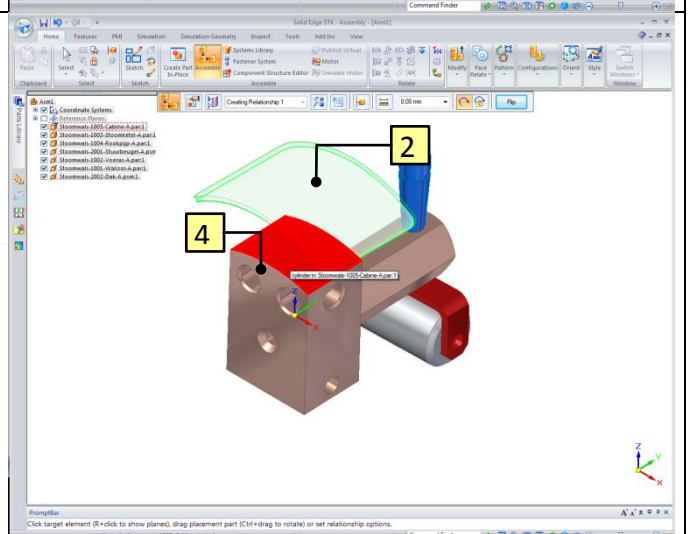 Command Finder
Solid Edge ST4 - Assembly - [Asm1]
Home Features PMI Simulation Simulation Geometry Inspect Tools Add Ins View
Paste
Select
Sketch
Create Part In-Place
Assemble
Systems Library
Fastener System
Component Structure Editor
Publish Virtual
Motor
Simulate Motor
Modify
Face Relate
Pattern
Configurations
Orient
Style
Switch Windows
Clipboard Select Sketch Assemble Relate Window
Parts Library
Asm1
Coordinate Systems
Reference Planes
Stoomwals-1005-Cabine-A.par:1
Stoomwals-1003-Stoomketel-A.par:1
Stoomwals-1004-Rookpijp-A.par:1
Stoomwals-2001-Stuurbeugel-A.psm
Stoomwals-1002-Vooras-A.par:1
Stoomwals-1001-Walsrol-A.par:1
Stoomwals-2002-Dak-A.psm:1
Creating Relationship 1
0,00 mm
Flip
2
4
cylinder in Stoomwals-1005-Cabine-A.par:1
Z
Y
X
Z
Y
X
PromptBar
Click target element (R+click to show planes), drag placement part (Ctrl+drag to rotate) or set relationship options.